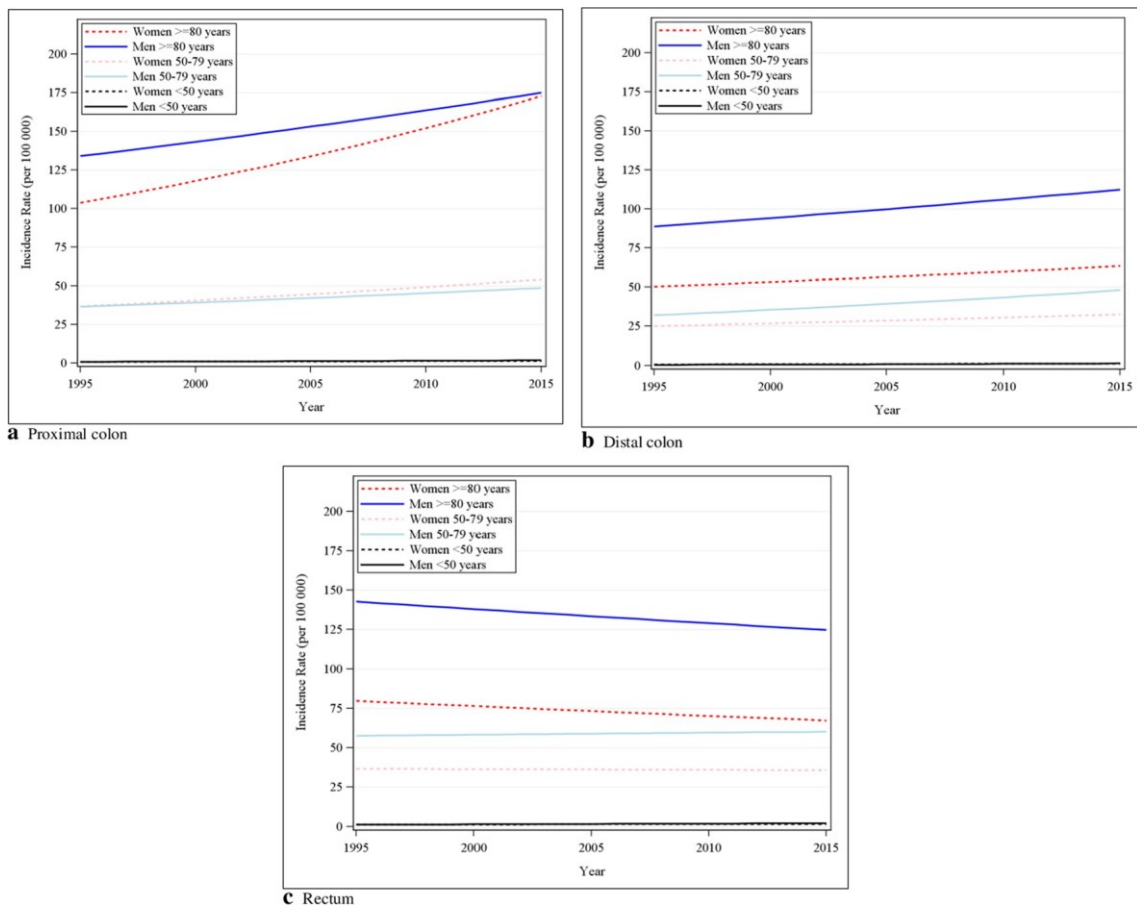 Women >=80 years
Men >=80 years
Women 50-79 years
Men 50-79 years
Women <50 years
Men <50 years
Incidence Rate (per 100 000)
200
175
150
125
100
75
50
25
0
1995 2000 2005 2010 2015
Year
a Proximal colon
Women >=80 years
Men >=80 years
Women 50-79 years
Men 50-79 years
Women <50 years
Men <50 years
Incidence Rate (per 100 000)
200
175
150
125
100
75
50
25
0
1995 2000 2005 2010 2015
Year
b Distal colon
Women >=80 years
Men >=80 years
Women 50-79 years
Men 50-79 years
Women <50 years
Men <50 years
Incidence Rate (per 100 000)
200
175
150
125
100
75
50
25
0
1995 2000 2005 2010 2015
Year
c Rectum